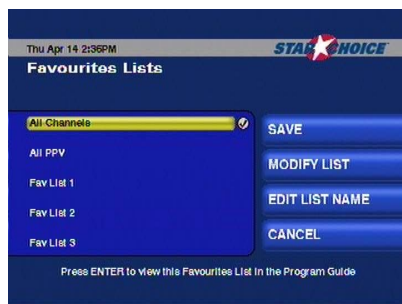 Thu Apr 14 2:36PM
STAR CHOICE
Favourites Lists
All Channels
All PPV
Fav List 1
Fav List 2
Fav List 3
SAVE
MODIFY LIST
EDIT LIST NAME
CANCEL
Press ENTER to view this Favourites List in the Program Guide